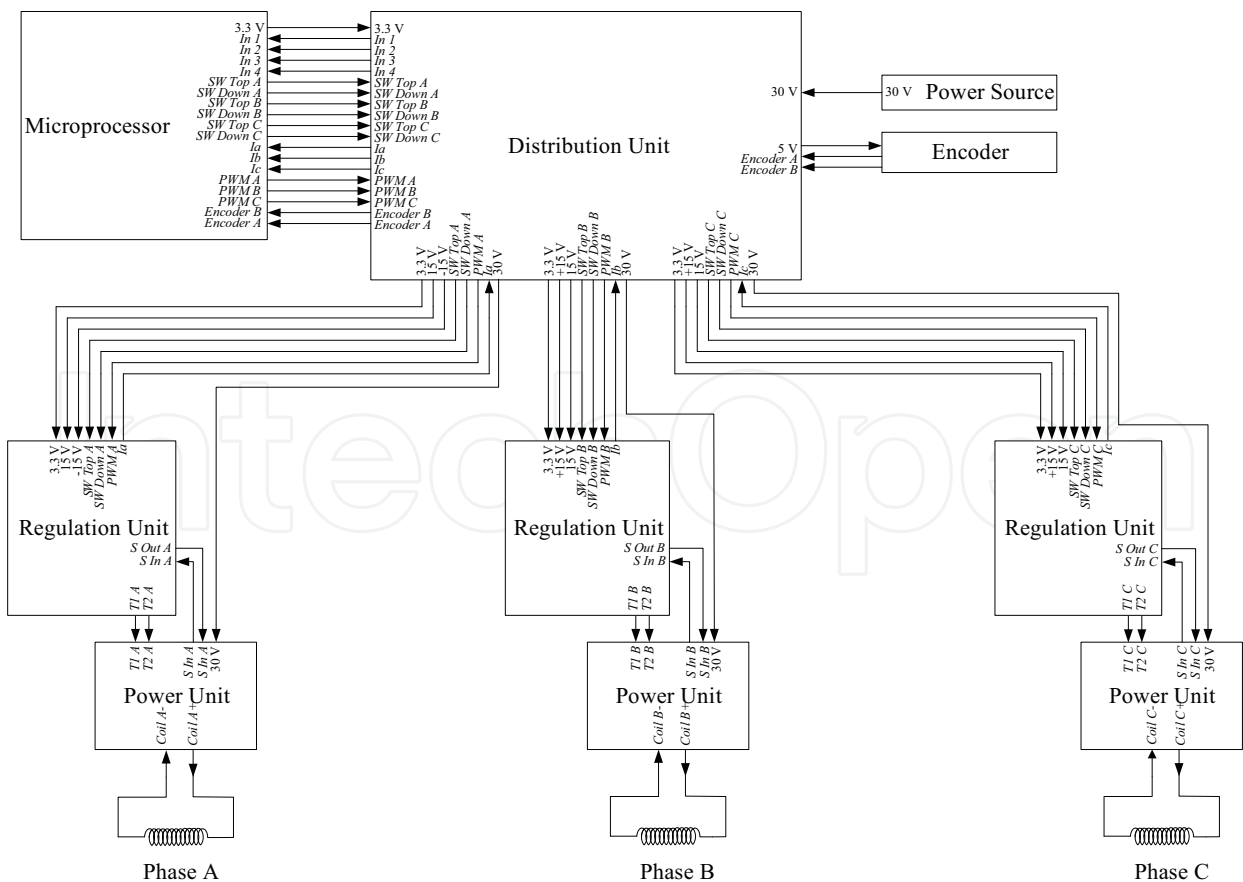 3.3 V
In 1
In 2
In 3
In 4
SW Top A
SW Down A
SW Top B
SW Down B
SW Top C
SW Down C
Ia
Ib
Ic
PWM A
PWM B
PWM C
Encoder B
Encoder A
Microprocessor
3.3 V
In 1
In 2
In 3
In 4
SW Top A
SW Down A
SW Top B
SW Down B
SW Top C
SW Down C
Ia
Ib
Ic
PWM A
PWM B
PWM C
Encoder B
Encoder A
Distribution Unit
30 V
5 V
Encoder A
Encoder B
30 V Power Source
Encoder
3.3 V
15 V
-15 V
SW Top A
SW Down A
PWM A
Ia
30 V
3.3 V
+15 V
15 V
SW Top B
SW Down B
PWM B
Ib
30 V
3.3 V
+15 V
15 V
SW Top C
SW Down C
PWM C
Ic
30 V
IntechOpen
3.3 V
15 V
-15 V
SW Top A
SW Down A
PWM A
Ia
Regulation Unit
S Out A
S In A
T1 A
T2 A
3.3 V
+15 V
15 V
SW Top B
SW Down B
PWM B
Ib
Regulation Unit
S Out B
S In B
T1 B
T2 B
3.3 V
+15 V
15 V
SW Top C
SW Down C
PWM C
Ic
Regulation Unit
S Out C
S In C
T1 C
T2 C
T1 A
T2 A
S In A
S In A
30 V
Power Unit
Coil A-
Coil A+
T1 B
T2 B
S In B
S In B
30 V
Power Unit
Coil B-
Coil B+
T1 C
T2 C
S In C
S In C
30 V
Power Unit
Coil C-
Coil C+
Phase A
Phase B
Phase C